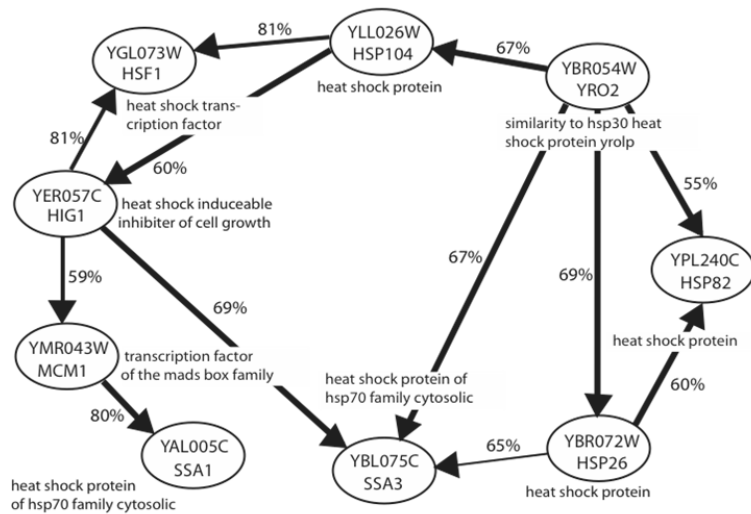 81%
YLL026W
HSP104
67%
YGL073W
HSF1
YBR054W
YRO2
heat shock protein
heat shock trans-
cription factor
similarity to hsp30 heat
shock protein yrolp
81%
60%
55%
YER057C
HIG1
heat shock induceable
inhibiter of cell growth
67%
YPL240C
HSP82
59%
69%
69%
heat shock protein
YMR043W
MCM1
transcription factor
of the mads box family
heat shock protein of
hsp70 family cytosolic
60%
80%
YAL005C
SSA1
65%
YBR072W
HSP26
YBL075C
SSA3
heat shock protein
of hsp70 family cytosolic
heat shock protein